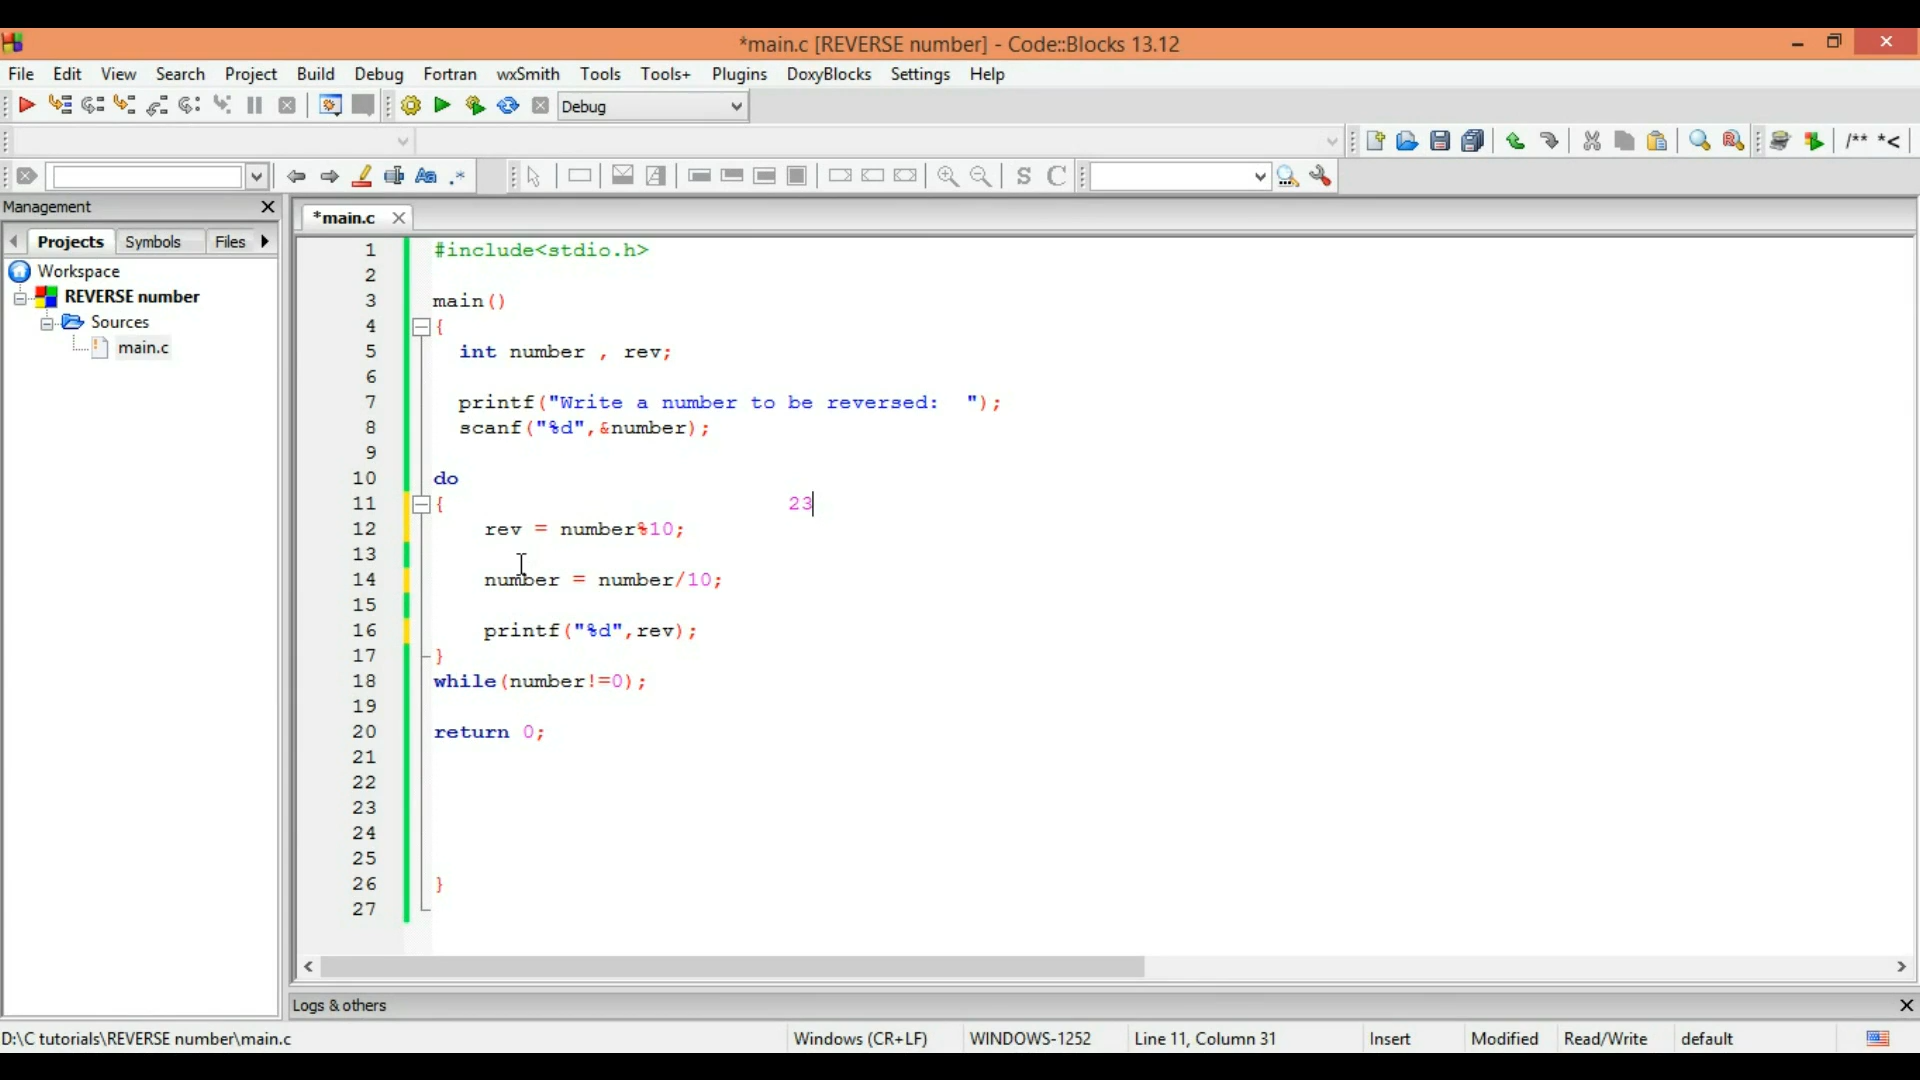 *main.c [REVERSE number] - Code::Blocks 13.12
File Edit View Search Project Build Debug Fortran wxSmith Tools Tools+ Plugins DoxyBlocks Settings Help
Debug
/** *<
S C
Management
*main.c
Projects Symbols Files
Workspace
REVERSE number
Sources
main.c
1 #include<stdio.h>
2
3 main()
4 {
5 int number , rev;
6
7 printf("Write a number to be reversed:  ");
8 scanf("%d",&number);
9
10 do
11 { 23
12 rev = number%10;
13
14 number = number/10;
15
16 printf("%d",rev);
17 }
18 while(number!=0);
19
20 return 0;
21
22
23
24
25
26 }
27
Logs & others
D:\C tutorials\REVERSE number\main.c Windows (CR+LF) WINDOWS-1252 Line 11, Column 31 Insert Modified Read/Write default